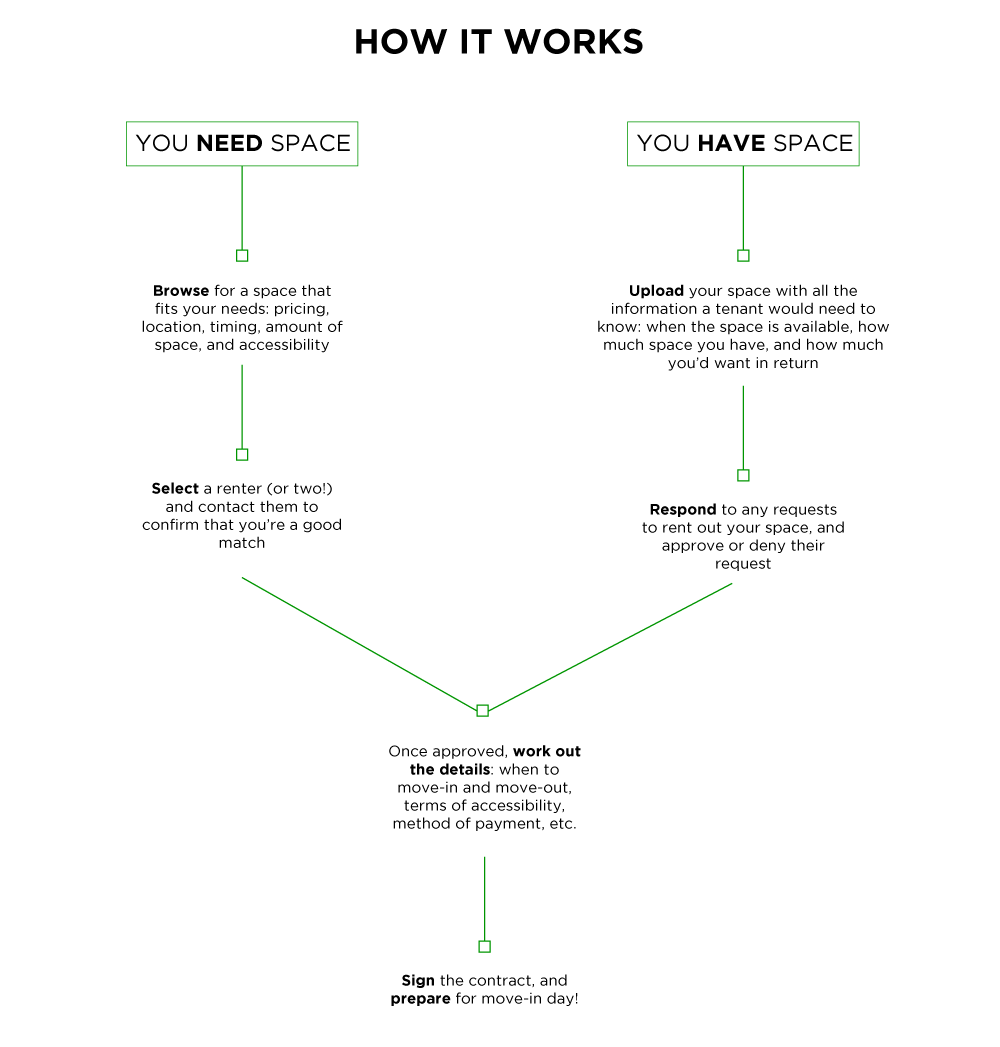 HOW IT WORKS
YOU NEED SPACE
Browse for a space that
fits your needs: pricing,
location, timing, amount of
space, and accessibility
Select a renter (or two!)
and contact them to
confirm that you’re a good
match
YOU HAVE SPACE
Upload your space with all the
information a tenant would need to
know: when the space is available, how
much space you have, and how much
you’d want in return
Respond to any requests
to rent out your space, and
approve or deny their
request
Once approved, work out
the details: when to
move-in and move-out,
terms of accessibility,
method of payment, etc.
Sign the contract, and
prepare for move-in day!